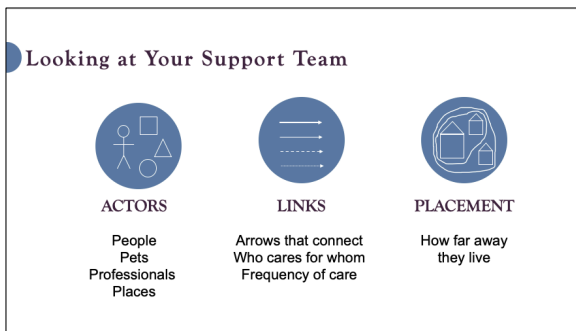 Looking at Your Support Team
ACTORS
People
Pets
Professionals
Places
LINKS
Arrows that connect
Who cares for whom
Frequency of care
PLACEMENT
How far away
they live